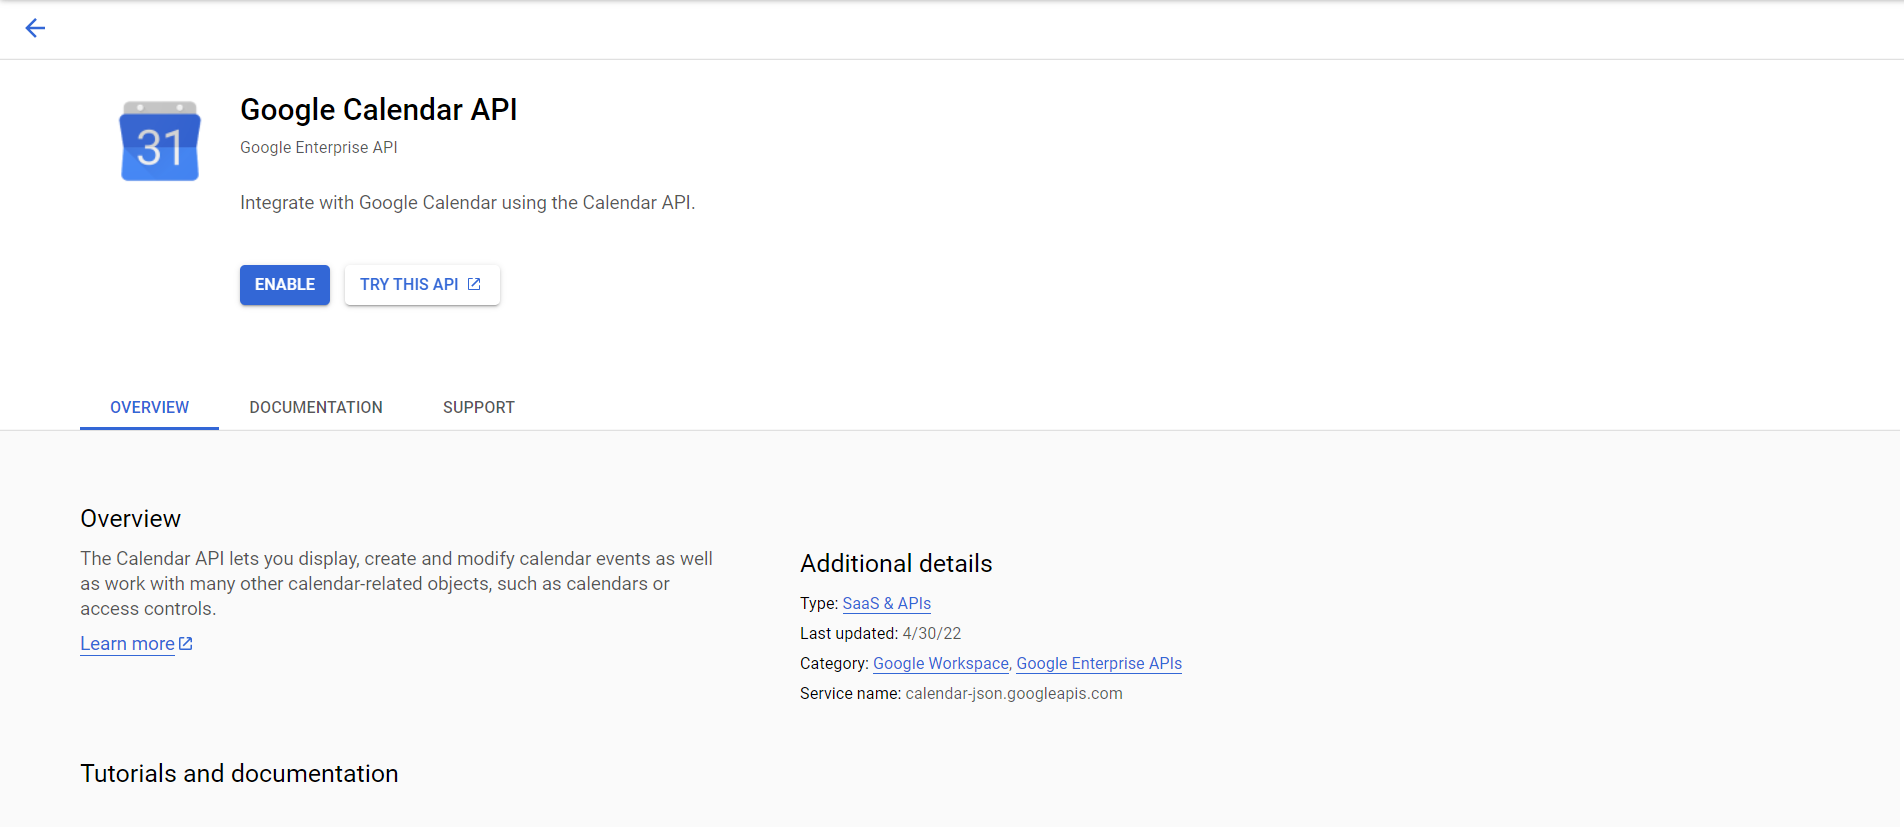 Google Calendar API
31
Google Enterprise API
Integrate with Google Calendar using the Calendar API.
ENABLE
TRY THIS API
OVERVIEW
DOCUMENTATION
SUPPORT
Overview
The Calendar API lets you display, create and modify calendar events as well
as work with many other calendar-related objects, such as calendars or
access controls.
Learn more
Additional details
Type: SaaS & APIs
Last updated: 4/30/22
Category: Google Workspace, Google Enterprise APIs
Service name: calendar-json.googleapis.com
Tutorials and documentation